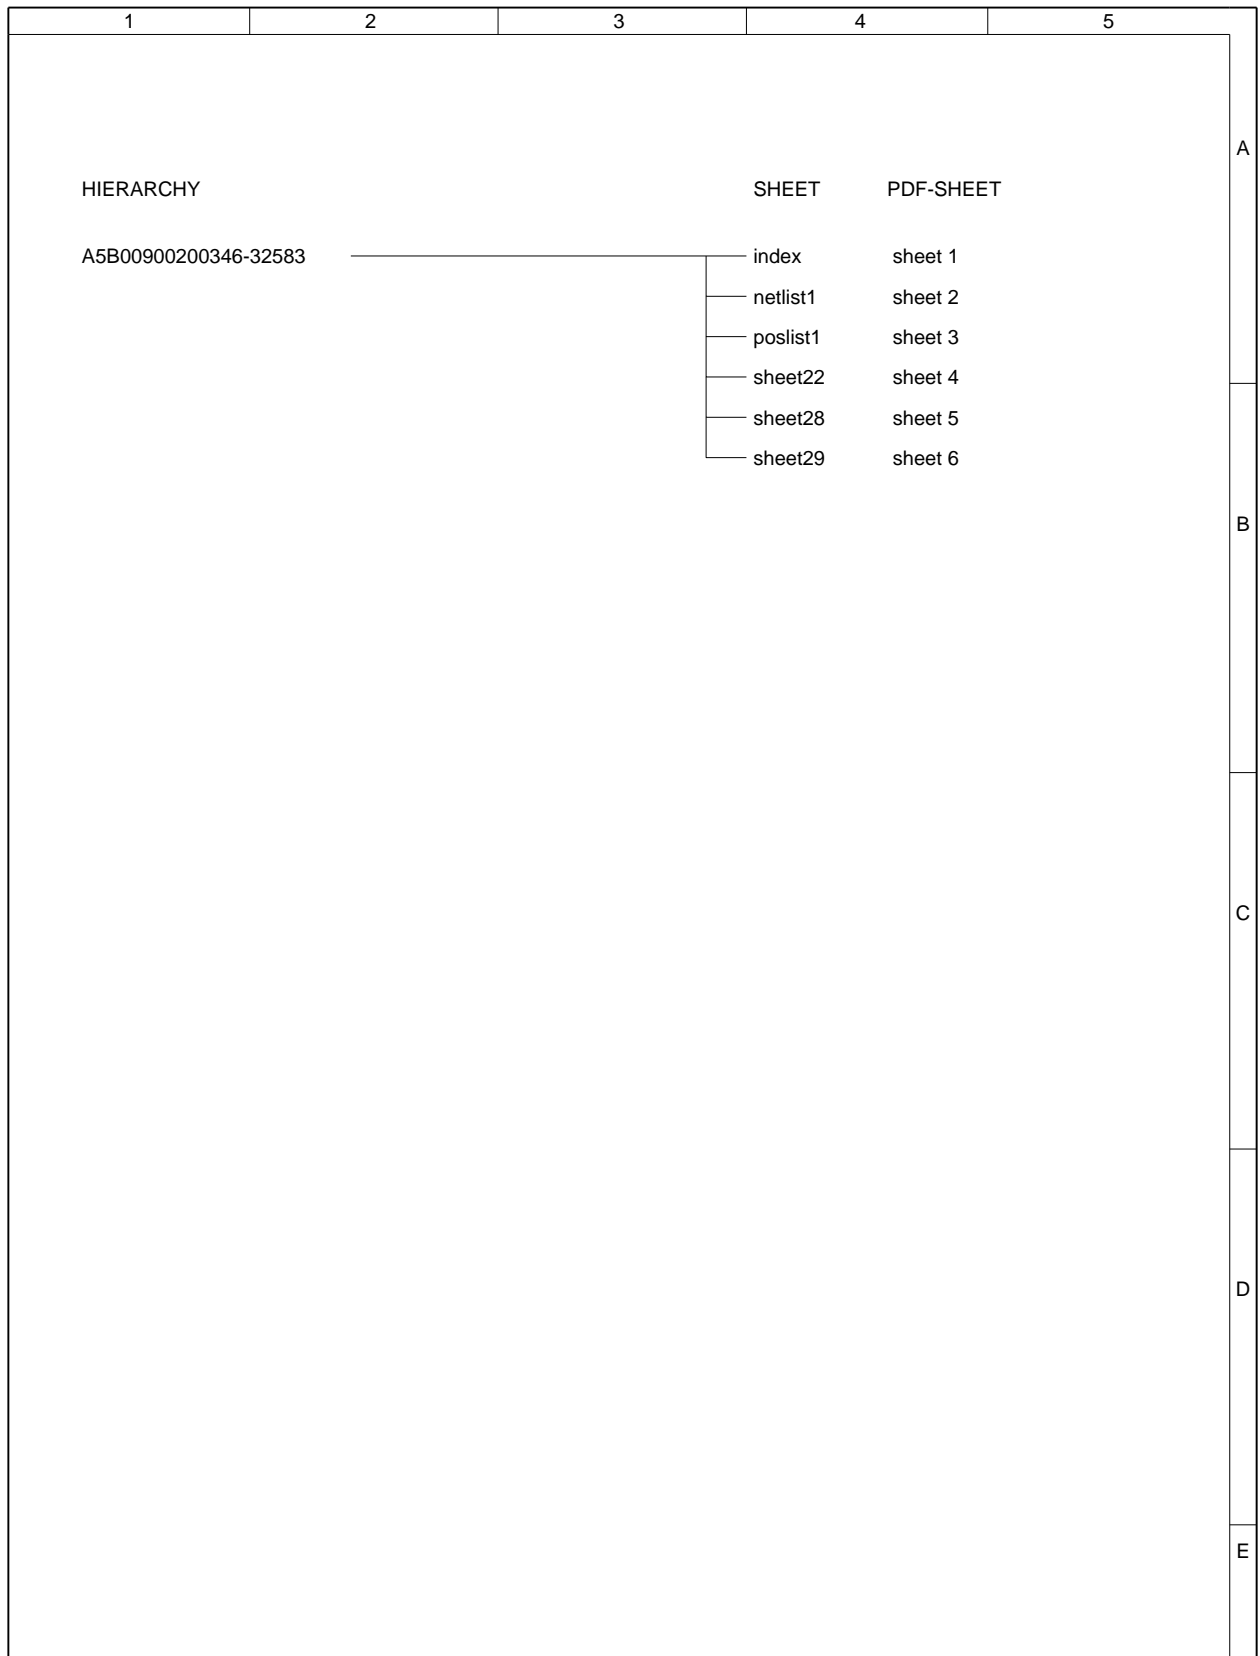 1 2 3 4 5
A
HIERARCHY SHEET PDF-SHEET
A5B00900200346-32583 index sheet 1
netlist1 sheet 2
poslist1 sheet 3
sheet22 sheet 4
sheet28 sheet 5
sheet29 sheet 6
B
C
D
E